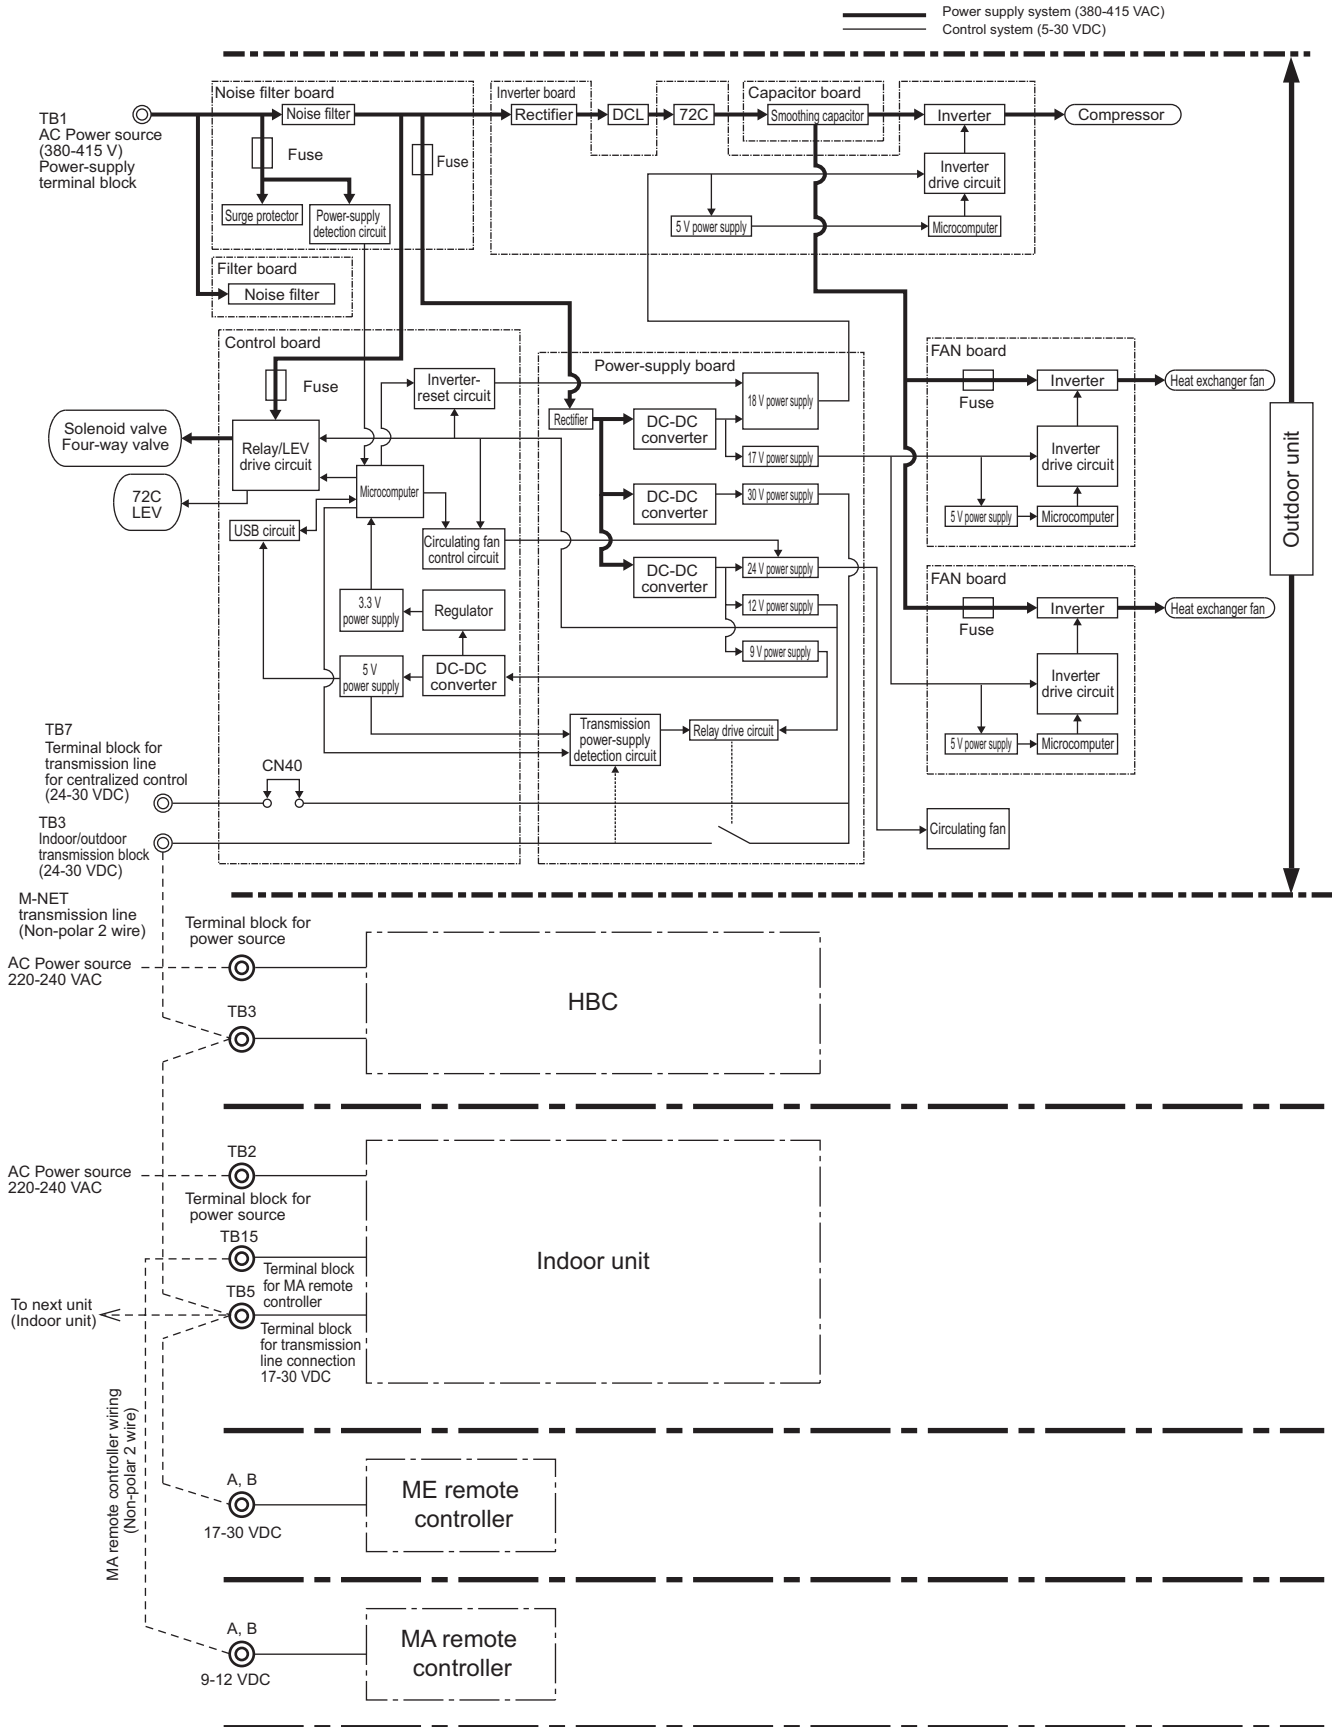 Power supply system (380-415 VAC)
Control system (5-30 VDC)
Noise filter board
Inverter board
Capacitor board
TB1
AC Power source
(380-415 V)
Power-supply
terminal block
Noise filter
Rectifier
DCL
72C
Smoothing capacitor
Inverter
Compressor
Fuse
Fuse
Inverter
drive circuit
Surge protector
Power-supply
detection circuit
5 V power supply
Microcomputer
Filter board
Noise filter
Control board
Power-supply board
FAN board
Fuse
Inverter-
reset circuit
18 V power supply
Fuse
Inverter
Heat exchanger fan
Solenoid valve
Four-way valve
Relay/LEV
drive circuit
Rectifier
DC-DC
converter
17 V power supply
Inverter
drive circuit
72C
LEV
Microcomputer
DC-DC
converter
30 V power supply
5 V power supply
Microcomputer
Outdoor unit
USB circuit
Circulating fan
control circuit
DC-DC
converter
24 V power supply
FAN board
3.3 V
power supply
Regulator
12 V power supply
Fuse
Inverter
Heat exchanger fan
5 V
power supply
DC-DC
converter
9 V power supply
Inverter
drive circuit
TB7
Terminal block for
transmission line
for centralized control
(24-30 VDC)
CN40
Transmission
power-supply
detection circuit
Relay drive circuit
5 V power supply
Microcomputer
TB3
Indoor/outdoor
transmission block
(24-30 VDC)
Circulating fan
M-NET
transmission line
(Non-polar 2 wire)
Terminal block for
power source
AC Power source
220-240 VAC
HBC
TB3
TB2
AC Power source
220-240 VAC
Terminal block for
power source
TB15
Indoor unit
Terminal block
for MA remote
controller
TB5
To next unit
(Indoor unit)
Terminal block
for transmission
line connection
17-30 VDC
MA remote controller wiring
(Non-polar 2 wire)
A, B
17-30 VDC
ME remote
controller
A, B
9-12 VDC
MA remote
controller